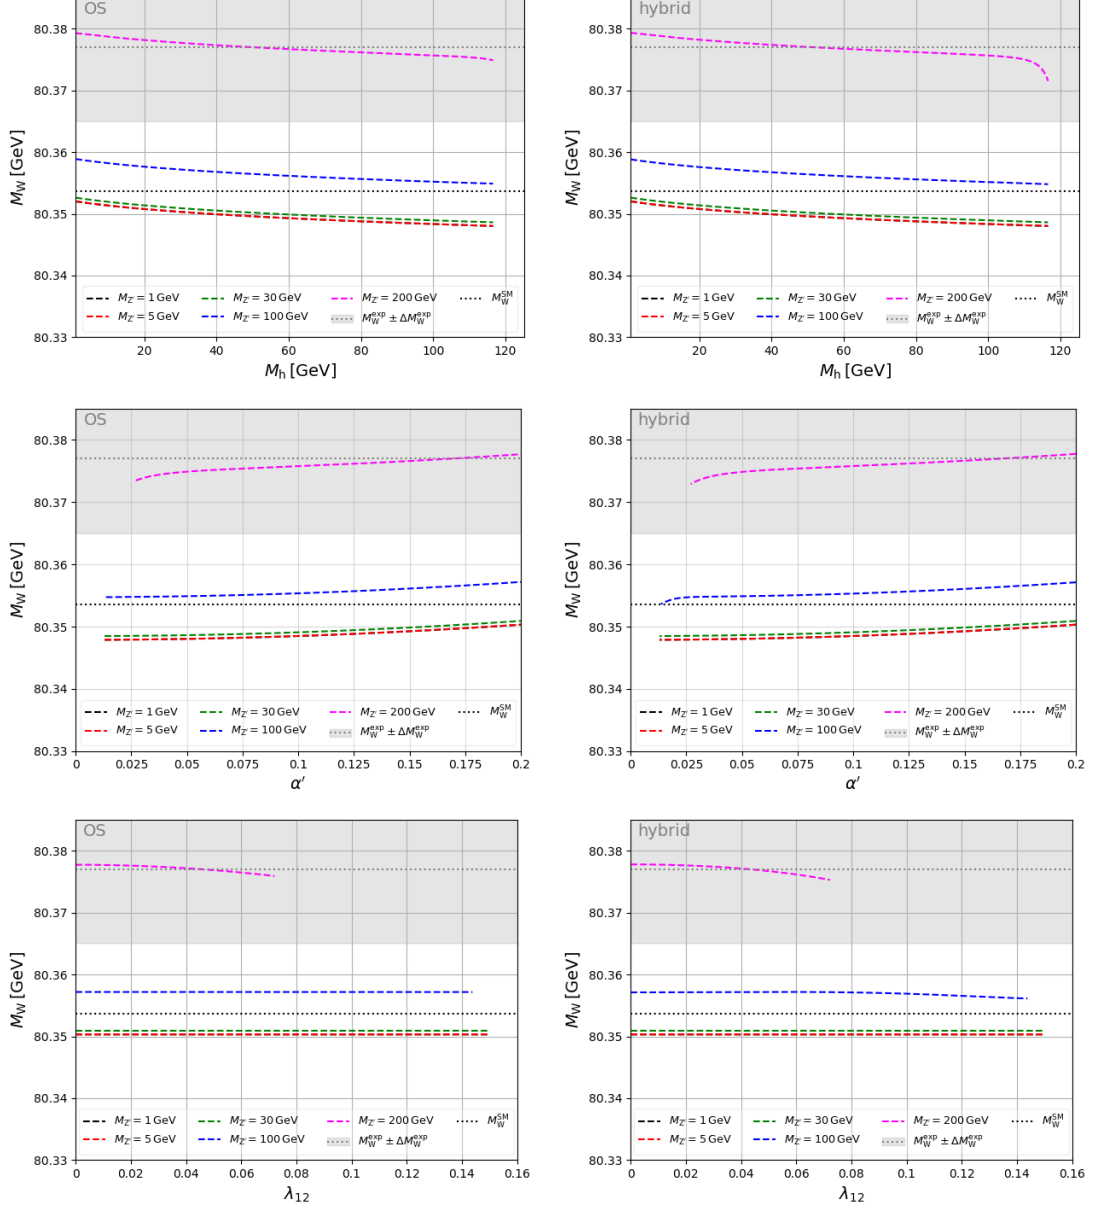 OS
80.38
80.37
80.36
80.35
80.34
80.33
M_W [GeV]
M_Z′ = 1 GeV M_Z′ = 30 GeV M_Z′ = 200 GeV M_W^SM
M_Z′ = 5 GeV M_Z′ = 100 GeV M_W^exp ± ΔM_W^exp
20 40 60 80 100 120
M_h [GeV]
hybrid
80.38
80.37
80.36
80.35
80.34
80.33
M_W [GeV]
M_Z′ = 1 GeV M_Z′ = 30 GeV M_Z′ = 200 GeV M_W^SM
M_Z′ = 5 GeV M_Z′ = 100 GeV M_W^exp ± ΔM_W^exp
20 40 60 80 100 120
M_h [GeV]
OS
80.38
80.37
80.36
80.35
80.34
80.33
M_W [GeV]
M_Z′ = 1 GeV M_Z′ = 30 GeV M_Z′ = 200 GeV M_W^SM
M_Z′ = 5 GeV M_Z′ = 100 GeV M_W^exp ± ΔM_W^exp
0 0.025 0.05 0.075 0.1 0.125 0.15 0.175 0.2
α′
hybrid
80.38
80.37
80.36
80.35
80.34
80.33
M_W [GeV]
M_Z′ = 1 GeV M_Z′ = 30 GeV M_Z′ = 200 GeV M_W^SM
M_Z′ = 5 GeV M_Z′ = 100 GeV M_W^exp ± ΔM_W^exp
0 0.025 0.05 0.075 0.1 0.125 0.15 0.175 0.2
α′
OS
80.38
80.37
80.36
80.35
80.34
80.33
M_W [GeV]
M_Z′ = 1 GeV M_Z′ = 30 GeV M_Z′ = 200 GeV M_W^SM
M_Z′ = 5 GeV M_Z′ = 100 GeV M_W^exp ± ΔM_W^exp
0 0.02 0.04 0.06 0.08 0.1 0.12 0.14 0.16
λ_12
hybrid
80.38
80.37
80.36
80.35
80.34
80.33
M_W [GeV]
M_Z′ = 1 GeV M_Z′ = 30 GeV M_Z′ = 200 GeV M_W^SM
M_Z′ = 5 GeV M_Z′ = 100 GeV M_W^exp ± ΔM_W^exp
0 0.02 0.04 0.06 0.08 0.1 0.12 0.14 0.16
λ_12